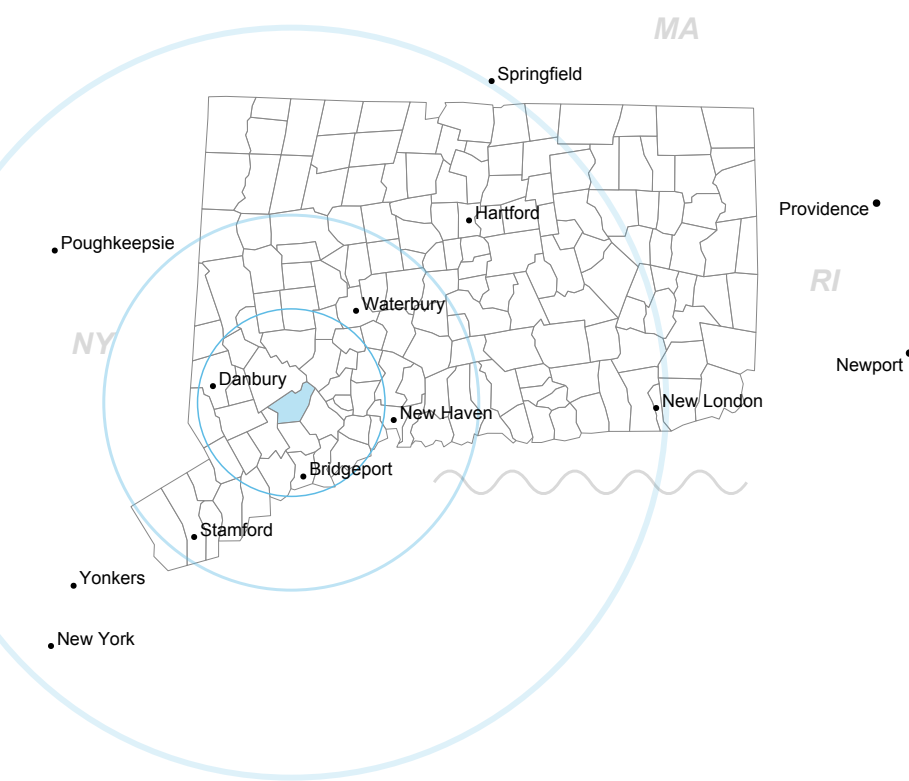 MA
Springfield
Providence
Hartford
Poughkeepsie
RI
Waterbury
NY
Newport
Danbury
New London
New Haven
Bridgeport
Stamford
Yonkers
New York